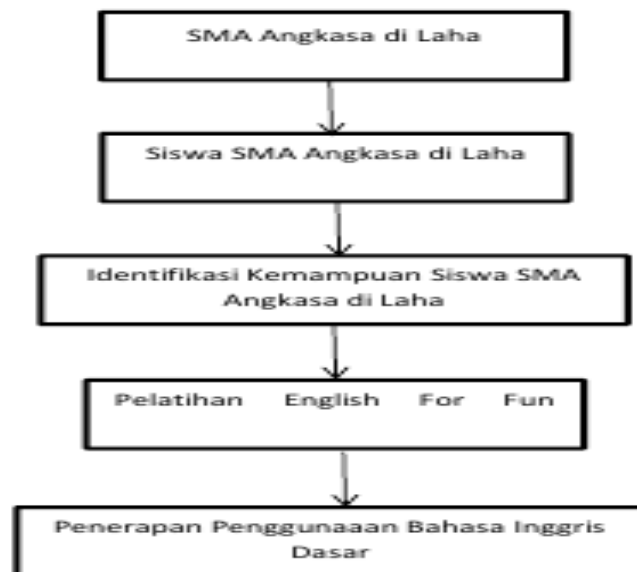 SMA Angkasa di Laha
Siswa SMA Angkasa di Laha
Identifikasi Kemampuan Siswa SMA
Angkasa di Laha
Pelatihan English For Fun
Penerapan Penggunaaan Bahasa Inggris
Dasar